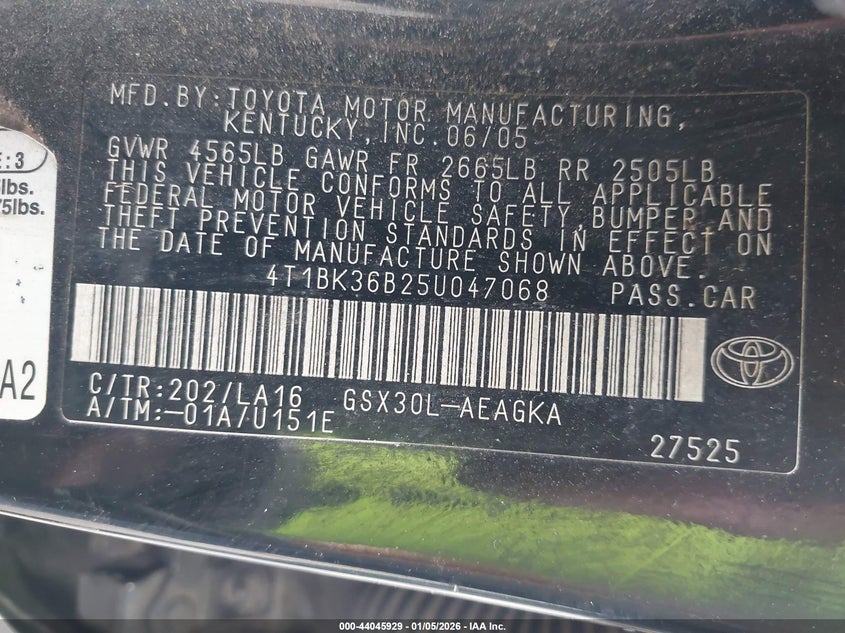 MFD.BY:TOYOTA MOTOR MANUFACTURING,
KENTUCKY,INC.06/05
GVWR 4565LB GAWR FR 2665LB RR 2505LB
THIS VEHICLE CONFORMS TO ALL APPLICABLE
FEDERAL MOTOR VEHICLE SAFETY,BUMPER,AND
THEFT PREVENTION STANDARDS IN EFFECT ON
THE DATE OF MANUFACTURE SHOWN ABOVE.
4T1BK36B25U047068 PASS.CAR
C/TR:202/LA16 GSX30L-AEAGKA
A/TM:-01A/U151E
27525
E:3
lbs.
75lbs.
A2
000-44045929 - 01/05/2026 - IAA Inc.